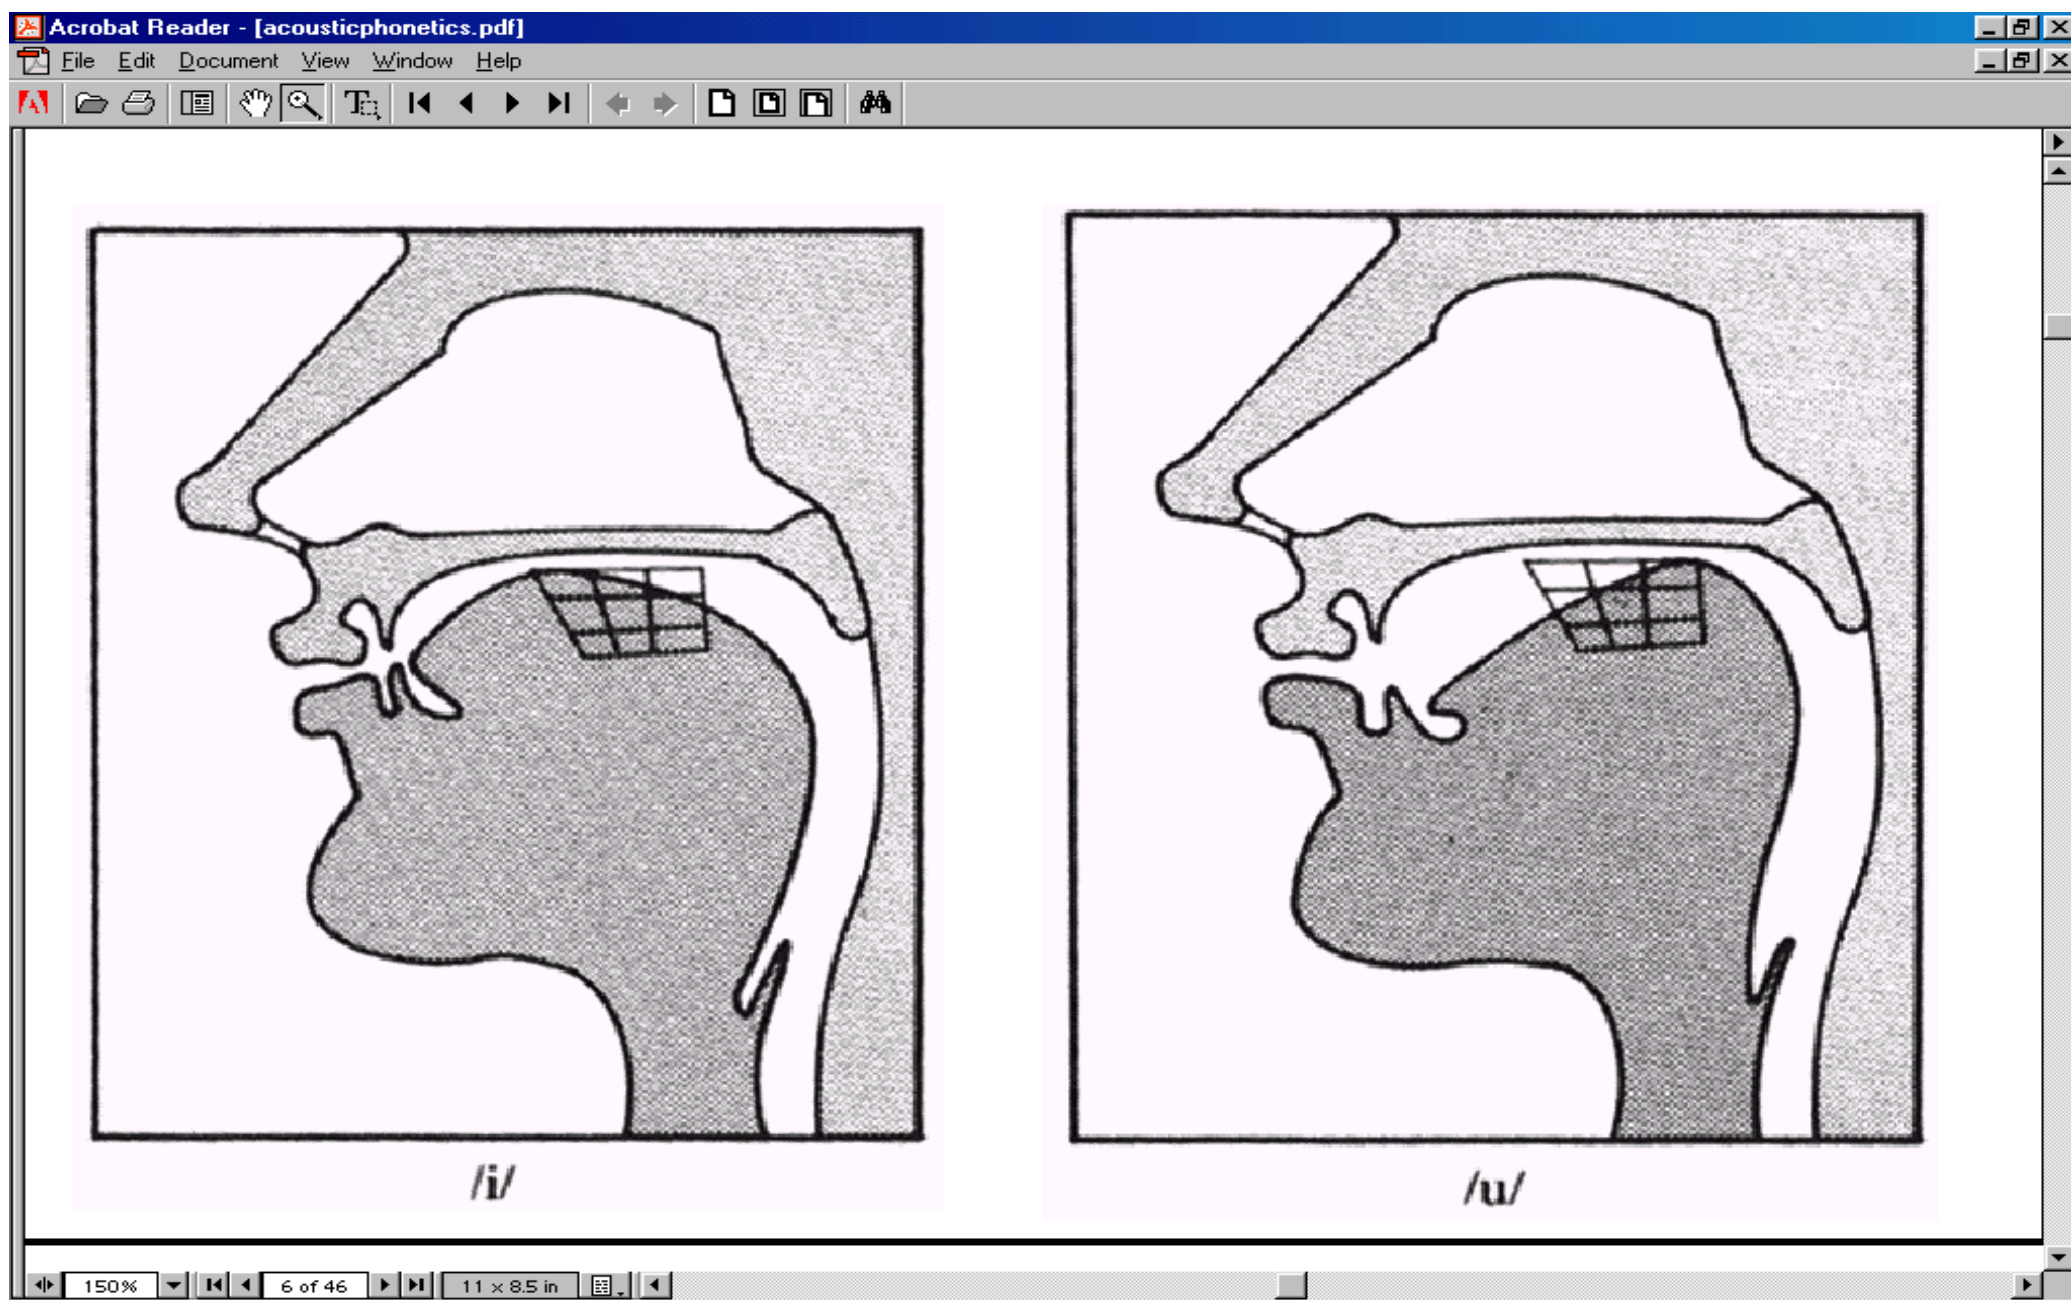 Acrobat Reader - [acousticphonetics.pdf]
File Edit Document View Window Help
/i/
/u/
150%
6 of 46
11 x 8.5 in